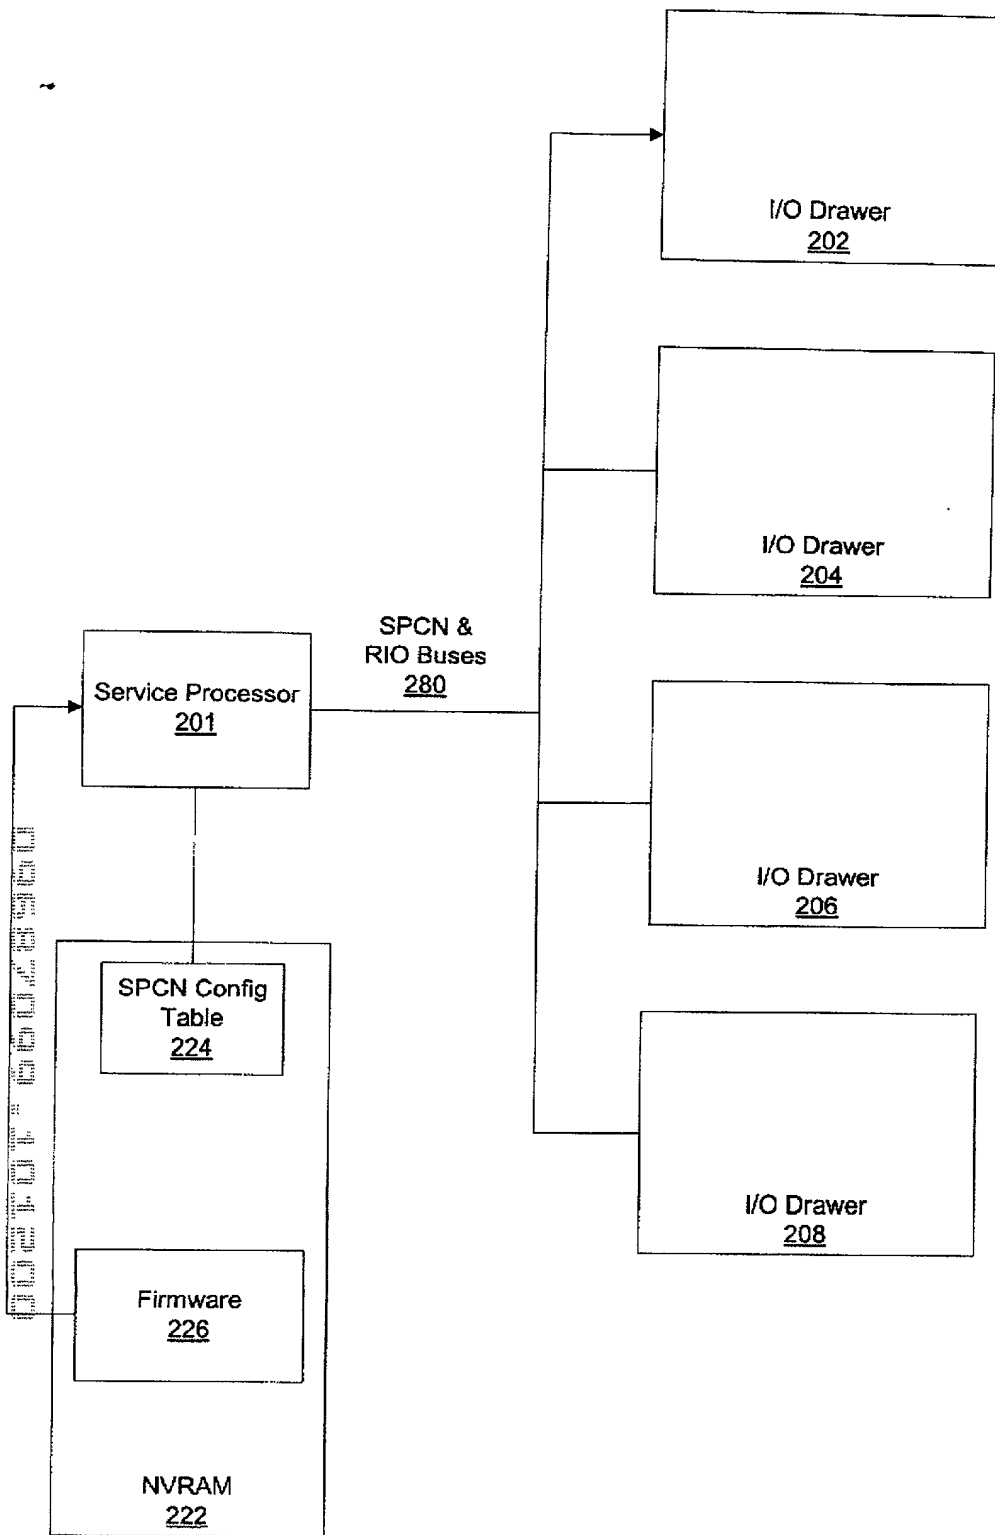 I/O Drawer
202
I/O Drawer
204
SPCN &
RIO Buses
280
Service Processor
201
I/O Drawer
206
SPCN Config
Table
224
I/O Drawer
208
Firmware
226
NVRAM
222